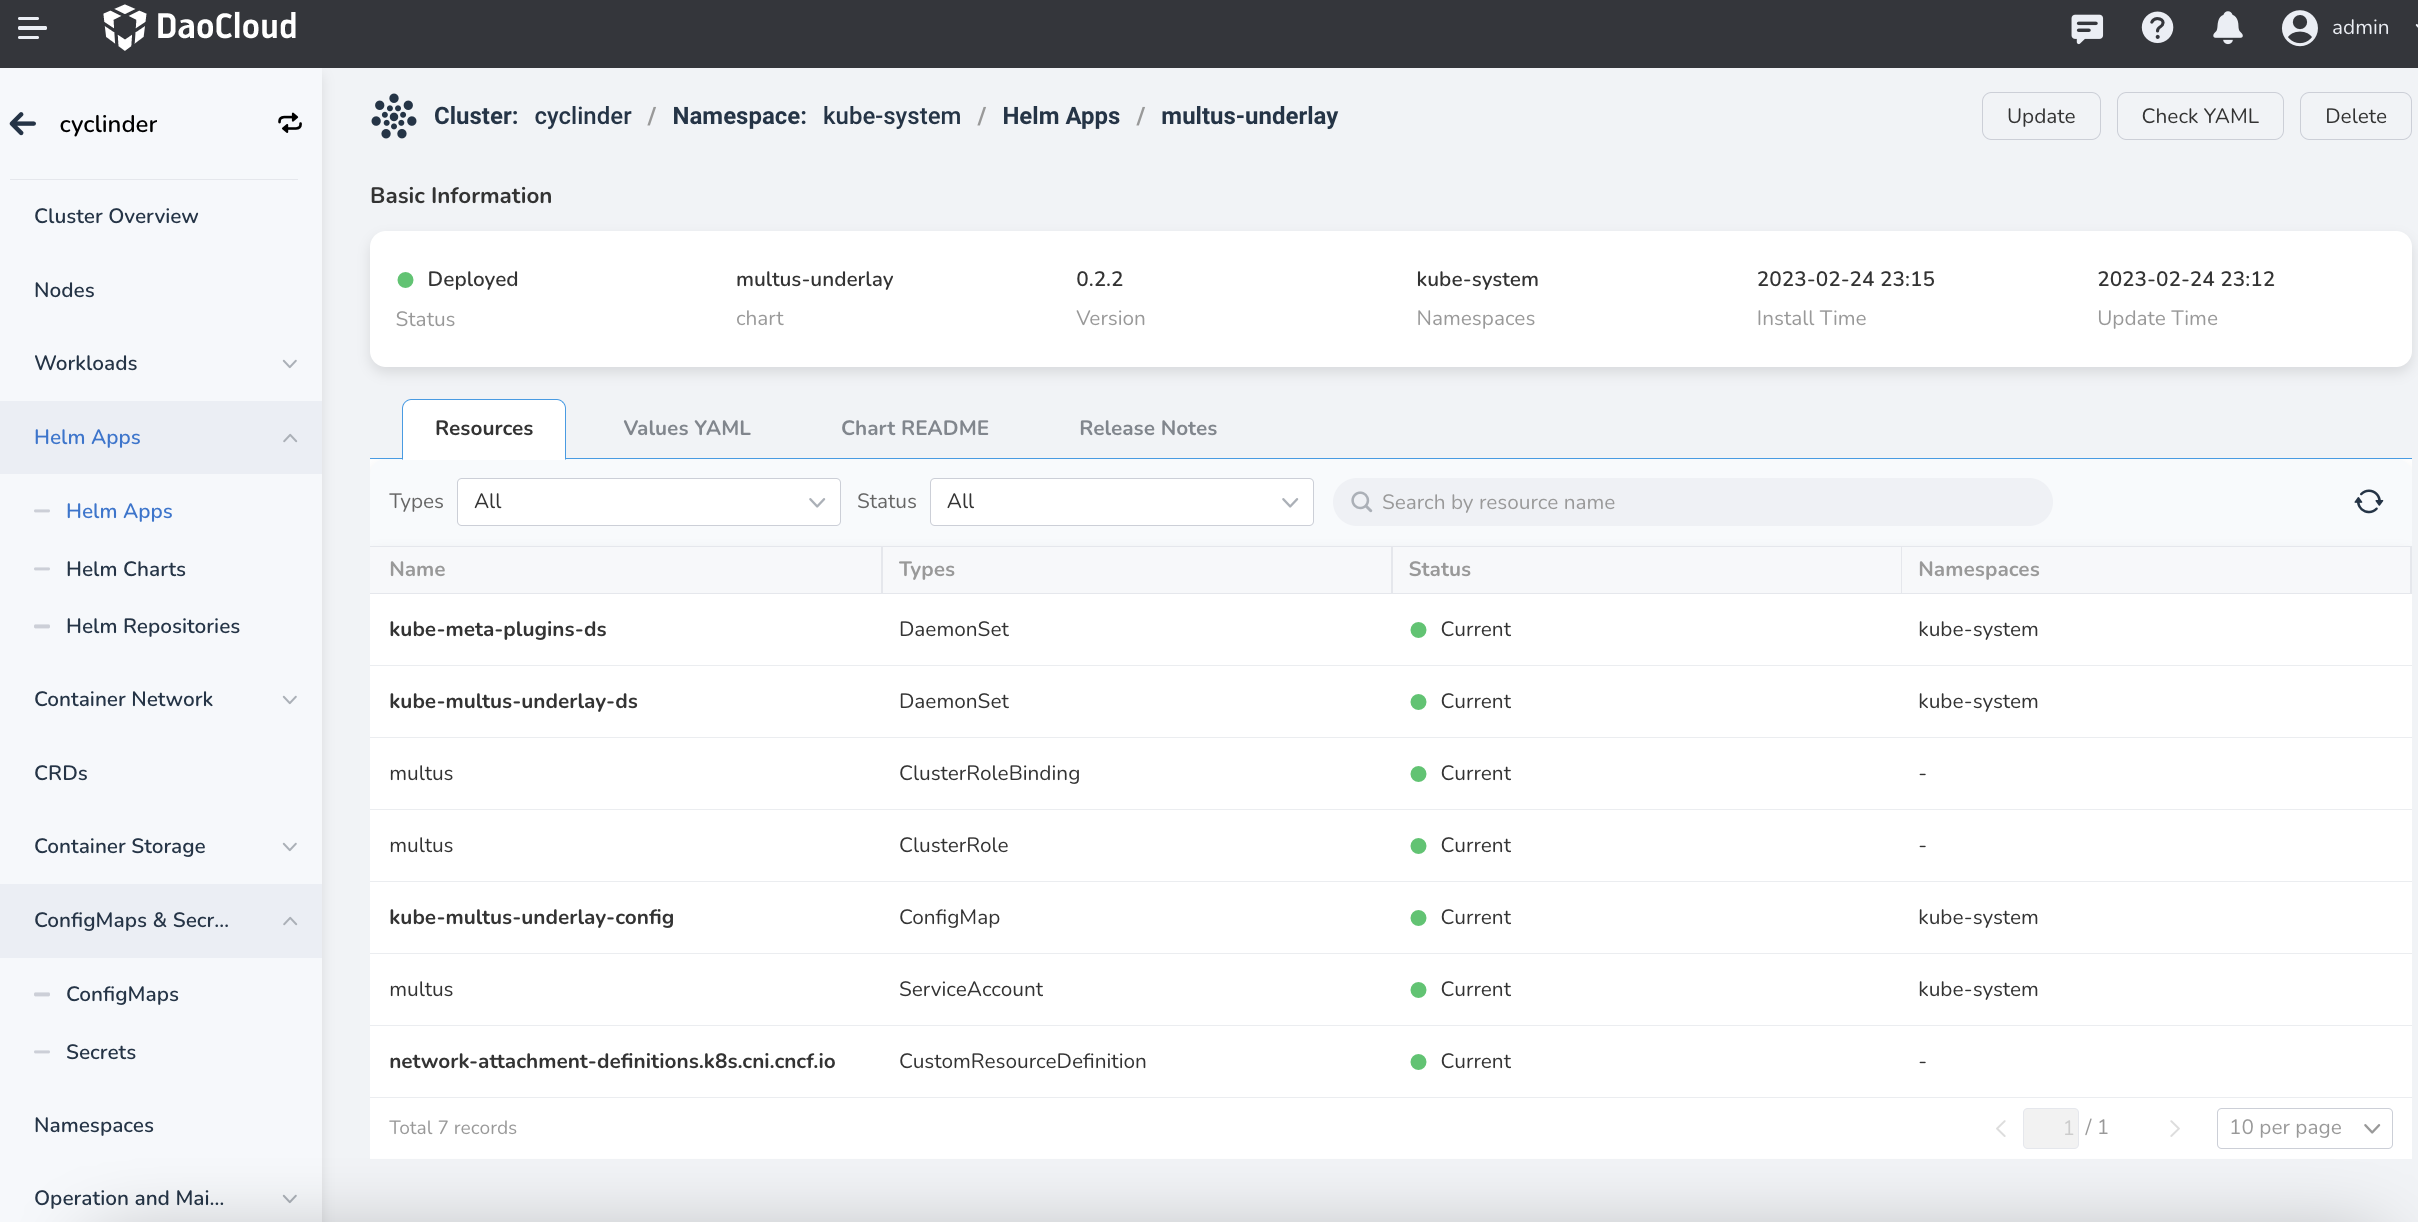 DaoCloud
admin
cyclinder
Cluster Overview
Nodes
Workloads
Helm Apps
Helm Apps
Helm Charts
Helm Repositories
Container Network
CRDs
Container Storage
ConfigMaps & Secr...
ConfigMaps
Secrets
Namespaces
Operation and Mai...
Cluster: cyclinder / Namespace: kube-system / Helm Apps / multus-underlay
Update Check YAML Delete
Basic Information
Deployed multus-underlay 0.2.2 kube-system 2023-02-24 23:15 2023-02-24 23:12
Status chart Version Namespaces Install Time Update Time
Resources Values YAML Chart README Release Notes
Types All Status All Search by resource name
Name Types Status Namespaces
kube-meta-plugins-ds DaemonSet Current kube-system
kube-multus-underlay-ds DaemonSet Current kube-system
multus ClusterRoleBinding Current -
multus ClusterRole Current -
kube-multus-underlay-config ConfigMap Current kube-system
multus ServiceAccount Current kube-system
network-attachment-definitions.k8s.cni.cncf.io CustomResourceDefinition Current -
Total 7 records 1 / 1 10 per page